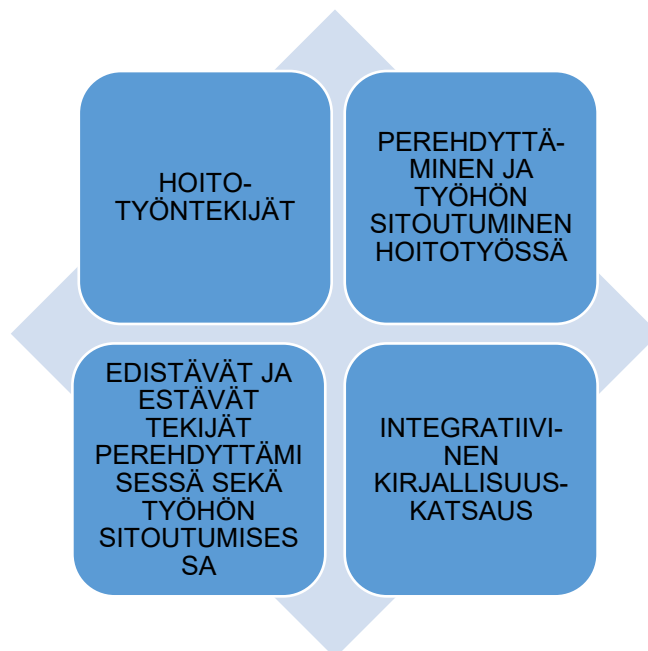 HOITO-
TYÖNTEKIJÄT
PEREHDYTTÄ-
MINEN JA
TYÖHÖN
SITOUTUMINEN
HOITOTYÖSSÄ
EDISTÄVÄT JA
ESTÄVÄT
TEKIJÄT
PEREHDYTTÄMI
SESSÄ SEKÄ
TYÖHÖN
SITOUTUMISES
SA
INTEGRATIIVI-
NEN
KIRJALLISUUS-
KATSAUS